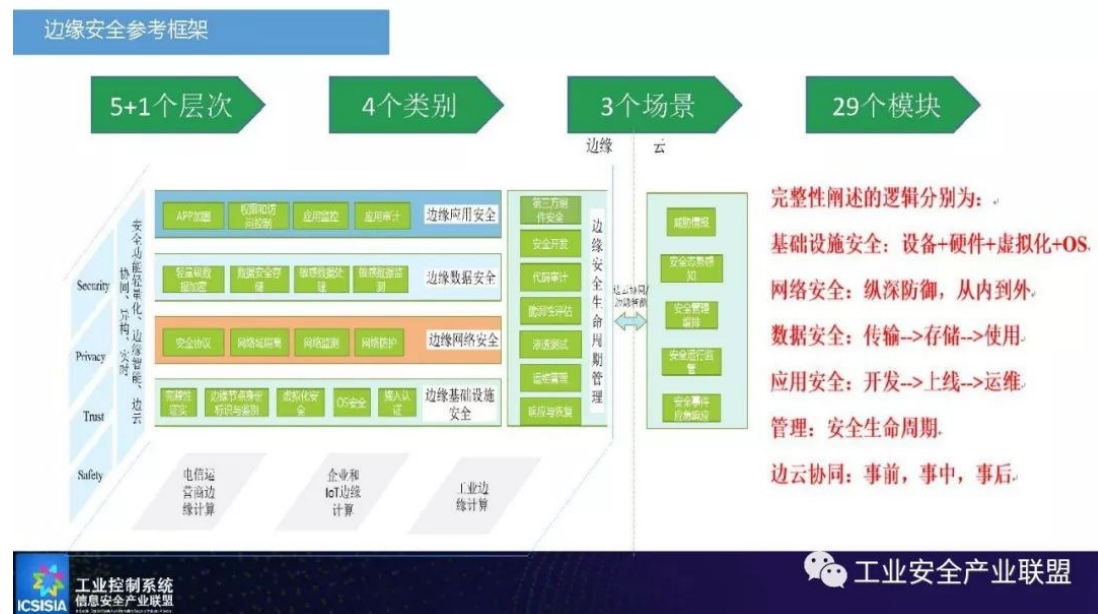 边缘安全参考框架
5+1个层次
4个类别
3个场景
29个模块
边缘
云
Security
Privacy
Trust
Safety
安全功能轻量化、边缘智能、边云
协同、异构、实时
APP加固
权限和访
问控制
应用监控
应用审计
边缘应用安全
轻量级数
据加密
数据安全存
储
敏感数据处
理
敏感数据监
测
边缘数据安全
安全协议
网络域隔离
网络监测
网络防护
边缘网络安全
完整性
证实
边缘节点身份
标识与鉴别
虚拟化安
全
OS安全
接入认
证
边缘基础设施
安全
第三方组
件安全
安全开发
代码审计
脆弱性评估
渗透测试
运维管理
响应与恢复
边缘安全生命周期管理
边云协同/
边缘智能
威胁情报
安全态势感
知
安全管理
编排
安全运行监
管
安全事件
应急响应
电信运
营商边
缘计算
企业和
IoT边缘
计算
工业边
缘计算
完整性阐述的逻辑分别为：
基础设施安全：设备+硬件+虚拟化+OS
网络安全：纵深防御，从内到外
数据安全：传输-->存储-->使用
应用安全：开发-->上线-->运维
管理：安全生命周期
边云协同：事前，事中，事后
ICSISIA
工业控制系统
信息安全产业联盟
工业安全产业联盟